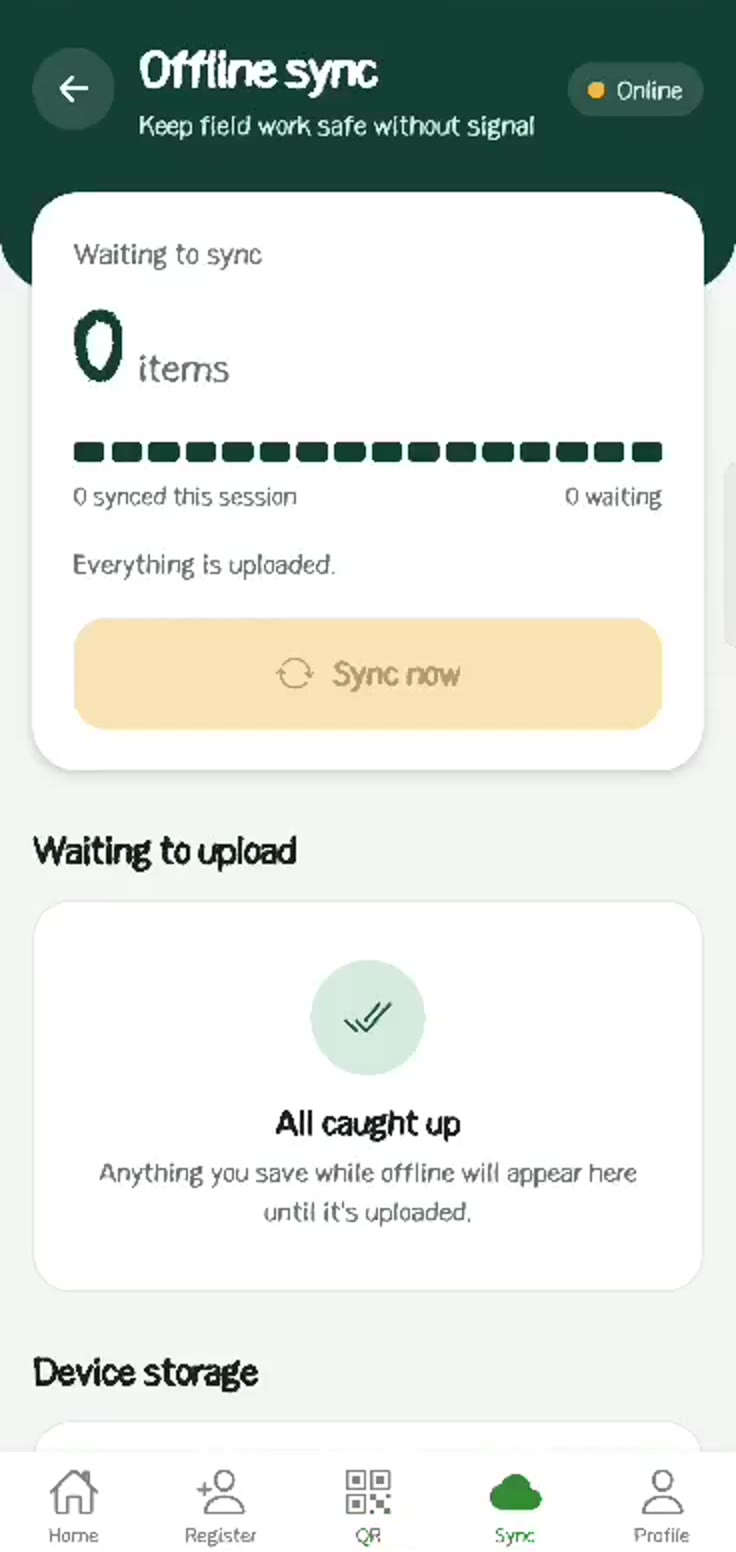 Offline sync
Online
Keep field work safe without signal
Waiting to sync
0 items
0 synced this session
0 waiting
Everything is uploaded.
Sync now
Waiting to upload
All caught up
Anything you save while offline will appear here
until it's uploaded.
Device storage
Home
Register
QR
Sync
Profile